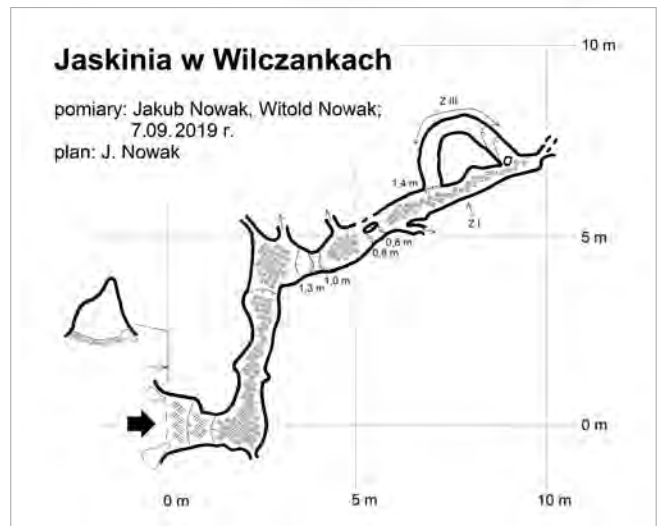 Jaskinia w Wilczankach
10 m
pomiary: Jakub Nowak, Witold Nowak;
7.09.2019 r.
plan: J. Nowak
Z III
1,4 m
Z I
0,6 m
0,8 m
5 m
1,3 m
1,0 m
0 m
0 m
5 m
10 m